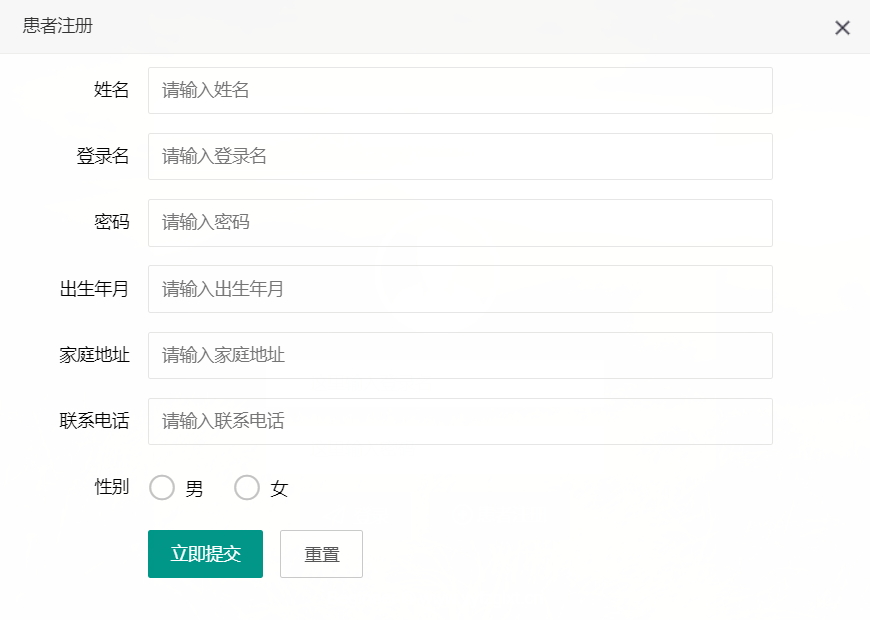 患者注册
姓名 请输入姓名
登录名 请输入登录名
密码 请输入密码
出生年月 请输入出生年月
家庭地址 请输入家庭地址
联系电话 请输入联系电话
性别 男 女
立即提交 重置